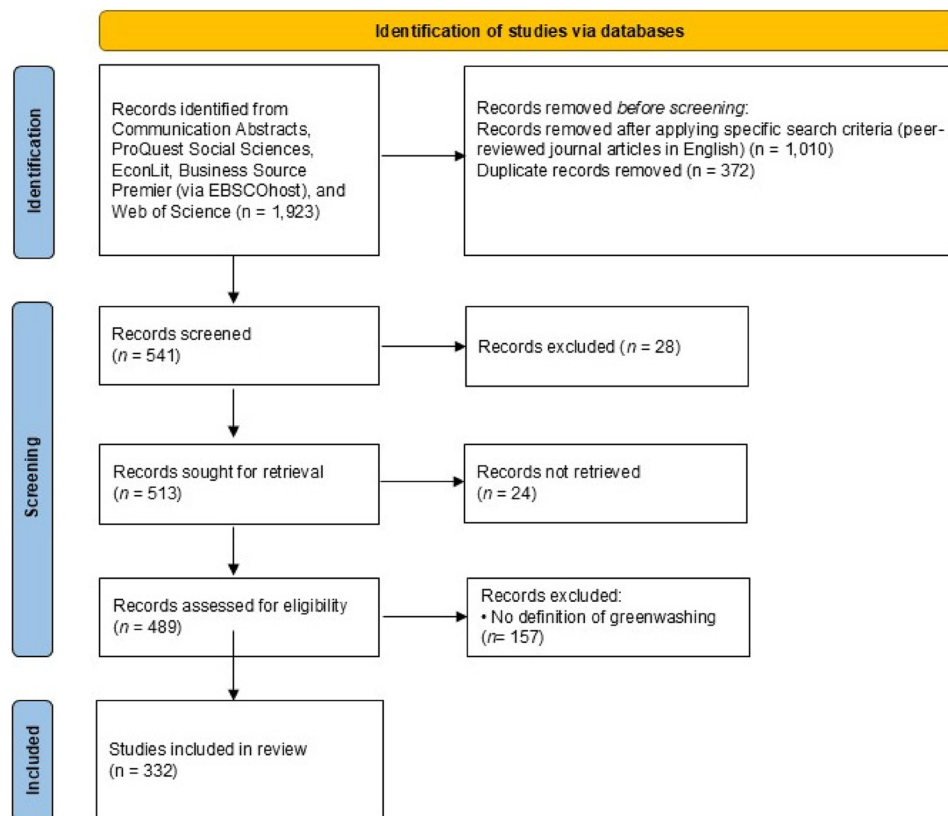 Identification of studies via databases
Identification
Records identified from
Communication Abstracts,
ProQuest Social Sciences,
EconLit, Business Source
Premier (via EBSCOhost), and
Web of Science (n = 1,923)
Records removed before screening:
Records removed after applying specific search criteria (peer-
reviewed journal articles in English) (n = 1,010)
Duplicate records removed (n = 372)
Screening
Records screened
(n = 541)
Records excluded (n = 28)
Records sought for retrieval
(n = 513)
Records not retrieved
(n = 24)
Records assessed for eligibility
(n = 489)
Records excluded:
• No definition of greenwashing
(n= 157)
Included
Studies included in review
(n = 332)